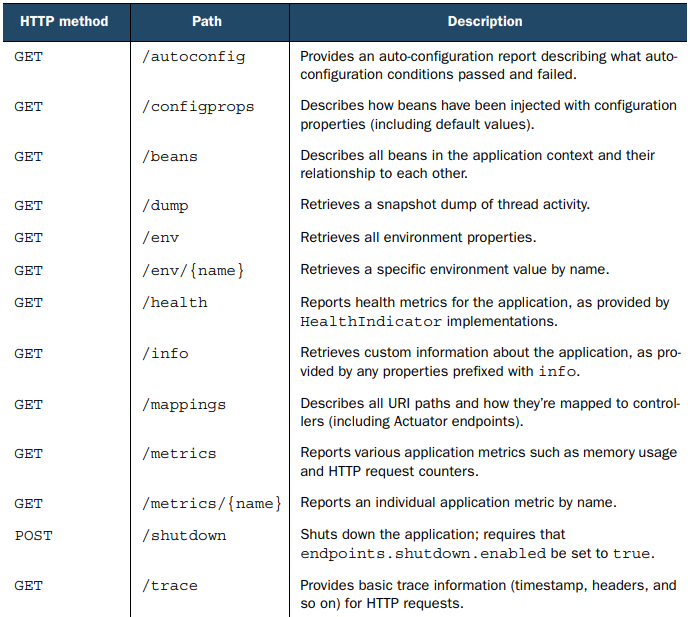 HTTP method Path Description
GET /autoconfig Provides an auto-configuration report describing what auto-
configuration conditions passed and failed.
GET /configprops Describes how beans have been injected with configuration
properties (including default values).
GET /beans Describes all beans in the application context and their
relationship to each other.
GET /dump Retrieves a snapshot dump of thread activity.
GET /env Retrieves all environment properties.
GET /env/{name} Retrieves a specific environment value by name.
GET /health Reports health metrics for the application, as provided by
HealthIndicator implementations.
GET /info Retrieves custom information about the application, as pro-
vided by any properties prefixed with info.
GET /mappings Describes all URI paths and how they're mapped to control-
lers (including Actuator endpoints).
GET /metrics Reports various application metrics such as memory usage
and HTTP request counters.
GET /metrics/{name} Reports an individual application metric by name.
POST /shutdown Shuts down the application; requires that
endpoints.shutdown.enabled be set to true.
GET /trace Provides basic trace information (timestamp, headers, and
so on) for HTTP requests.